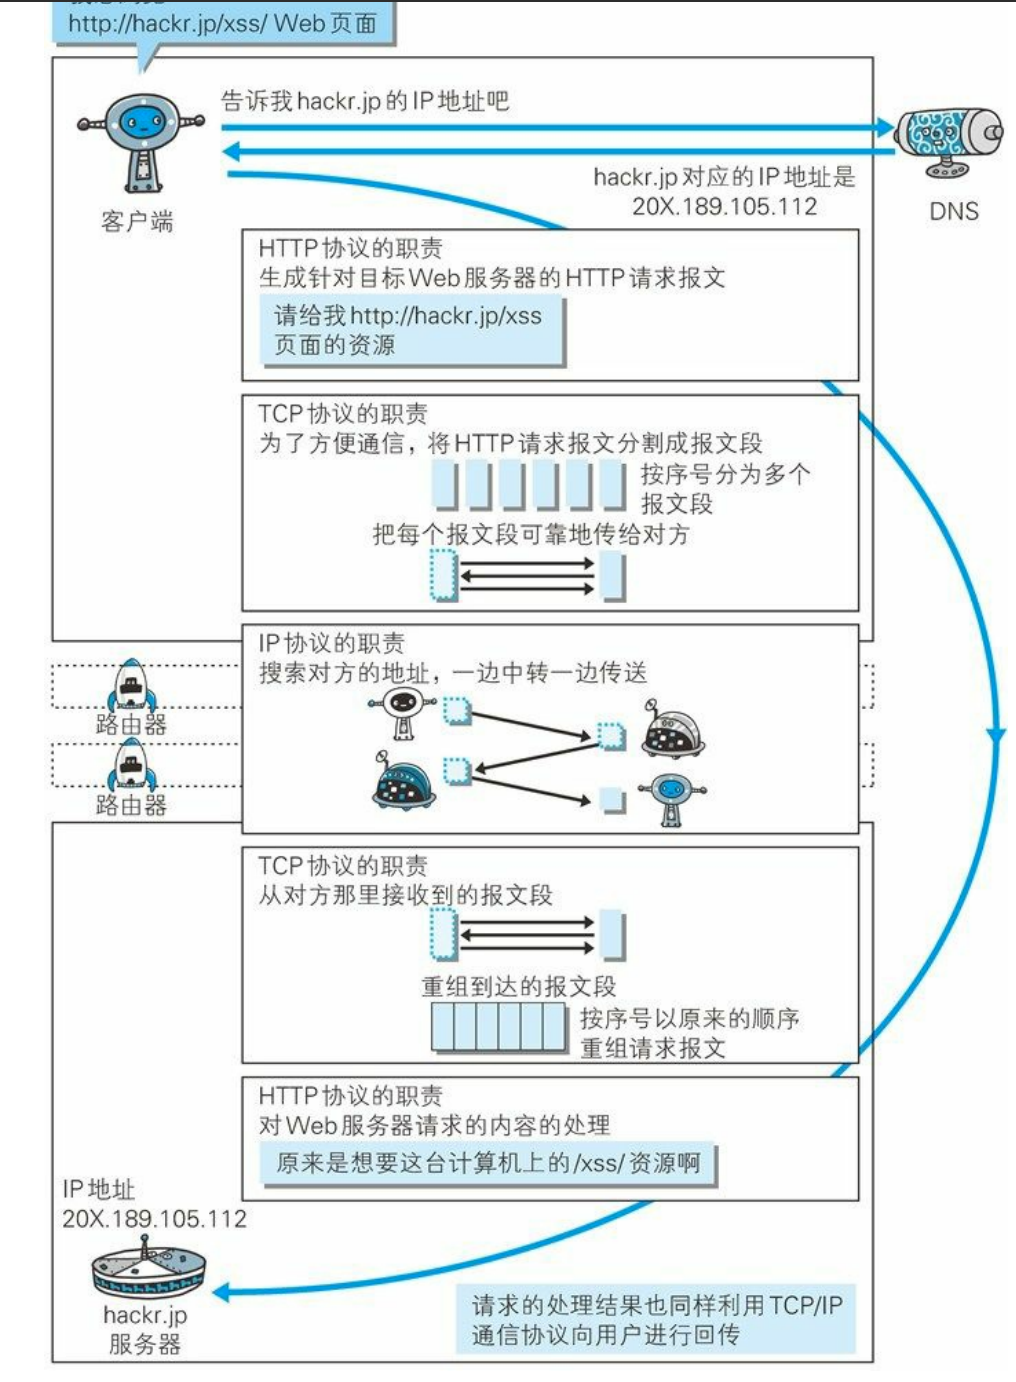 http://hackr.jp/xss/ Web页面
告诉我hackr.jp的IP地址吧
hackr.jp对应的IP地址是
20X.189.105.112
客户端
DNS
HTTP协议的职责
生成针对目标Web服务器的HTTP请求报文
请给我http://hackr.jp/xss
页面的资源
TCP协议的职责
为了方便通信，将HTTP请求报文分割成报文段
按序号分为多个
报文段
把每个报文段可靠地传给对方
IP协议的职责
搜索对方的地址，一边中转一边传送
路由器
路由器
TCP协议的职责
从对方那里接收到的报文段
重组到达的报文段
按序号以原来的顺序
重组请求报文
HTTP协议的职责
对Web服务器请求的内容的处理
原来是想要这台计算机上的/xss/资源啊
IP地址
20X.189.105.112
hackr.jp
服务器
请求的处理结果也同样利用TCP/IP
通信协议向用户进行回传